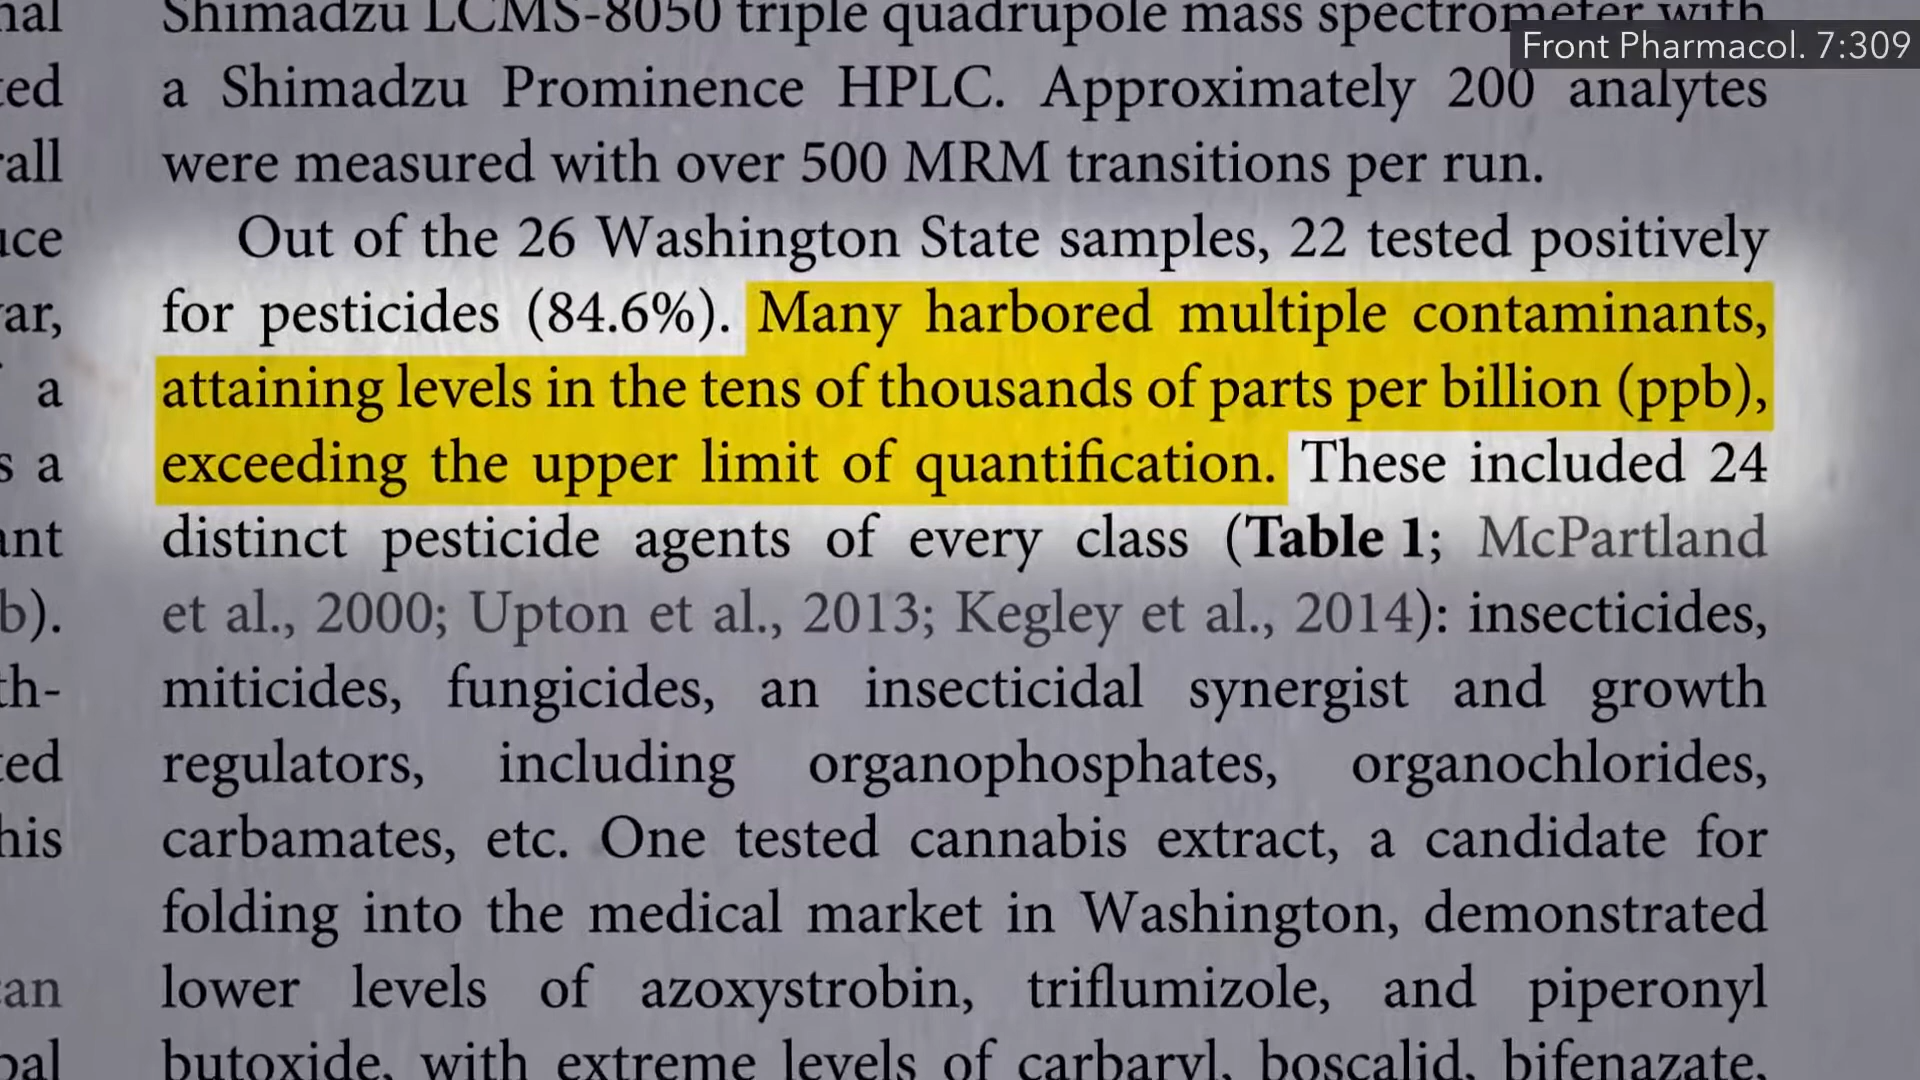 Shimadzu LCMS-8050 triple quadrupole mass spectrometer with
Front Pharmacol. 7:309
a Shimadzu Prominence HPLC. Approximately 200 analytes
were measured with over 500 MRM transitions per run.
Out of the 26 Washington State samples, 22 tested positively
for pesticides (84.6%). Many harbored multiple contaminants,
attaining levels in the tens of thousands of parts per billion (ppb),
exceeding the upper limit of quantification. These included 24
distinct pesticide agents of every class (Table 1; McPartland
et al., 2000; Upton et al., 2013; Kegley et al., 2014): insecticides,
miticides, fungicides, an insecticidal synergist and growth
regulators, including organophosphates, organochlorides,
carbamates, etc. One tested cannabis extract, a candidate for
folding into the medical market in Washington, demonstrated
lower levels of azoxystrobin, triflumizole, and piperonyl
butoxide, with extreme levels of carbaryl, boscalid, bifenazate,